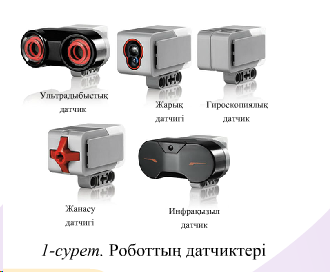 Ультрадыбыстық
датчик
Жарық
датчигі
Гироскопиялық
датчик
Жанасу
датчигі
Инфрақызыл
датчик
1-сурет. Роботтың датчиктері